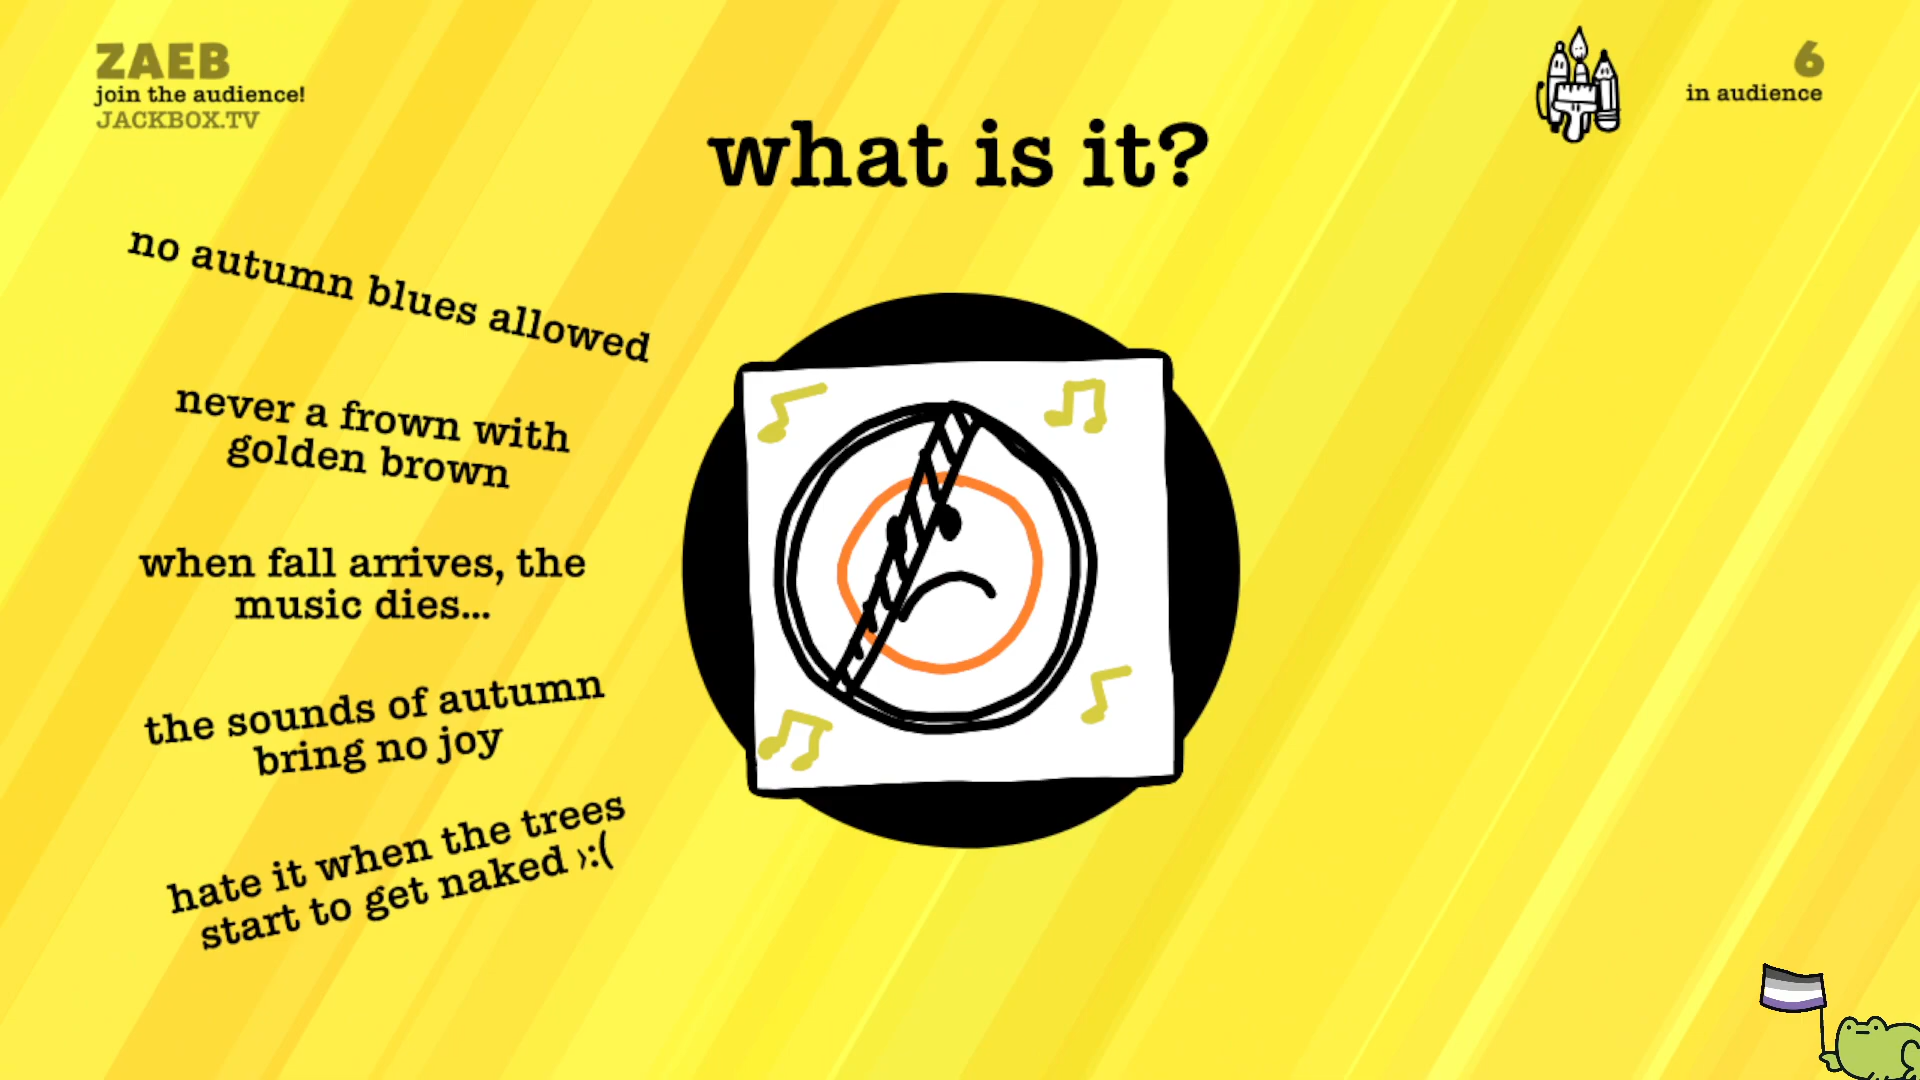 ZAEB
join the audience!
JACKBOX.TV
6
in audience
what is it?
no autumn blues allowed
never a frown with
golden brown
when fall arrives, the
music dies...
the sounds of autumn
bring no joy
hate it when the trees
start to get naked >:(